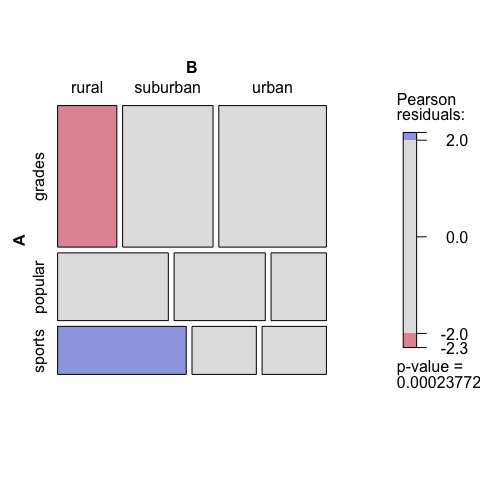 B
rural suburban urban
A
grades
popular
sports
Pearson
residuals:
2.0
0.0
-2.0
-2.3
p-value =
0.00023772